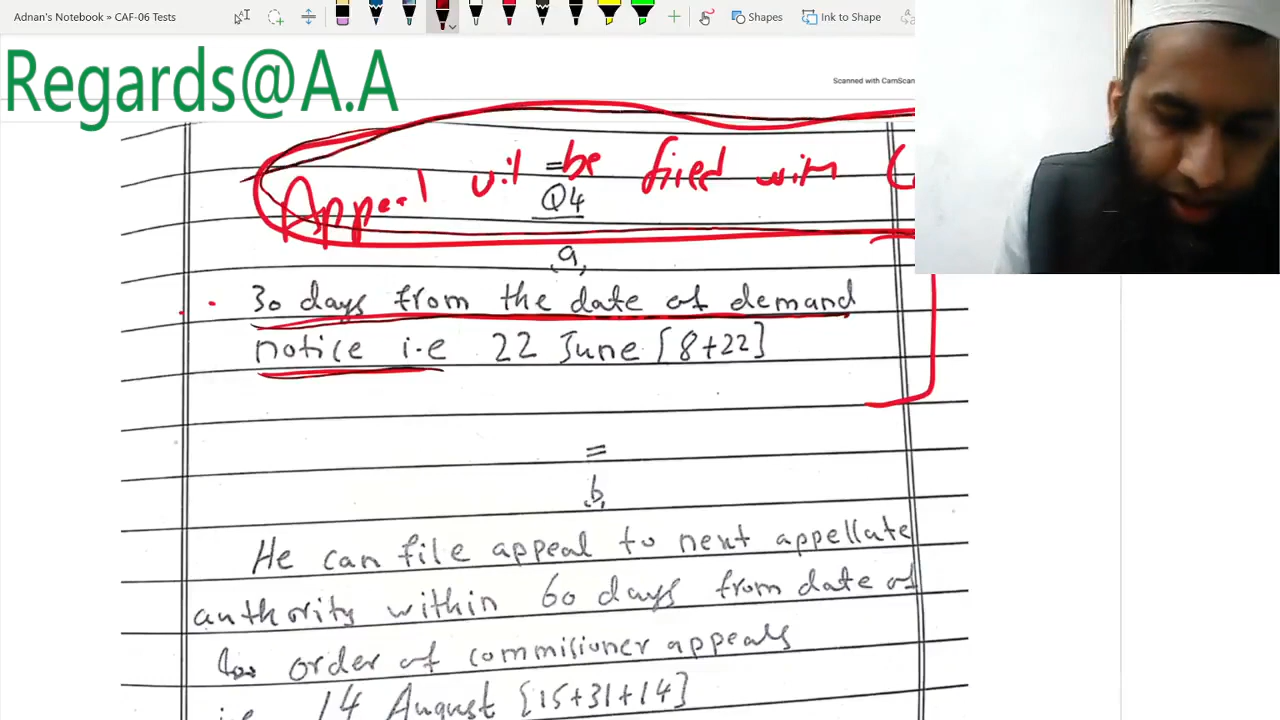 Adnan's Notebook » CAF-06 Tests
Shapes
Ink to Shape
Regards@A.A
Scanned with CamScan
Appeal wil be filed with
=
Q4
a,
30 days from the date of demand
notice i.e 22 June [8+22]
=
b,
He can file appeal to next appellate
authority within 60 days from date of
order of commisioner appeals
i.e 14 August [15+31+14]